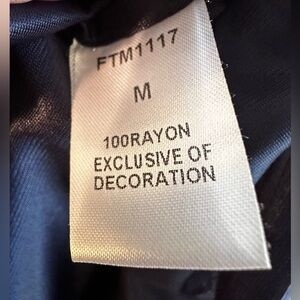 FTM1117
M
100RAYON
EXCLUSIVE OF
DECORATION